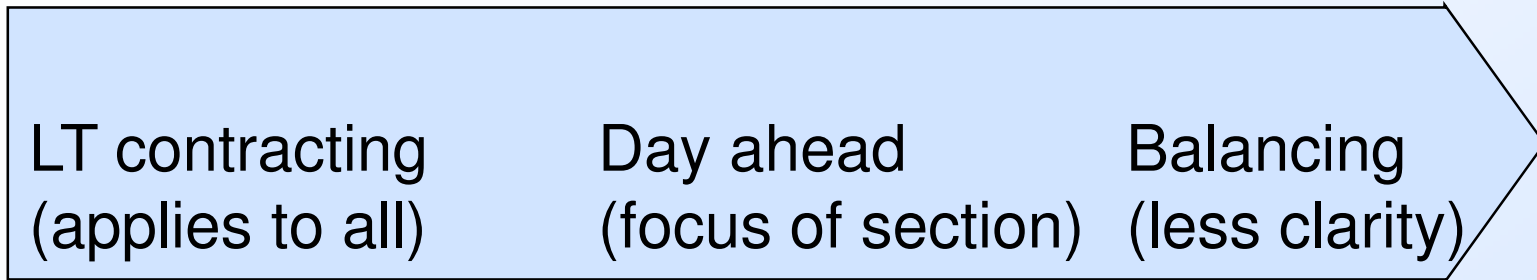 LT contracting
(applies to all)
Day ahead
(focus of section)
Balancing
(less clarity)